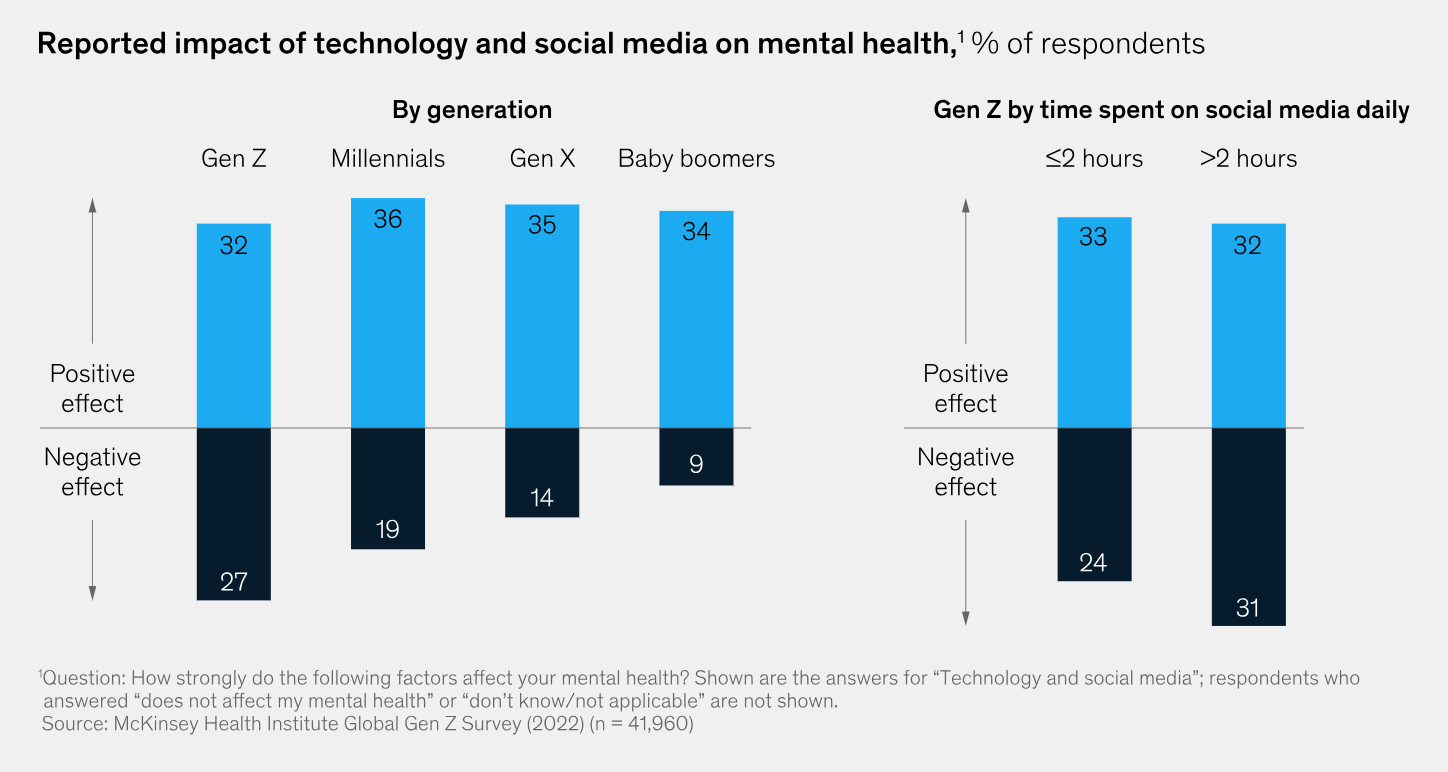 Reported impact of technology and social media on mental health,¹ % of respondents
By generation
Gen Z Millennials Gen X Baby boomers
32 36 35 34
Positive
effect
Negative
effect
27 19 14 9
Gen Z by time spent on social media daily
≤2 hours >2 hours
33 32
Positive
effect
Negative
effect
24 31
¹Question: How strongly do the following factors affect your mental health? Shown are the answers for “Technology and social media”; respondents who
answered “does not affect my mental health” or “don’t know/not applicable” are not shown.
Source: McKinsey Health Institute Global Gen Z Survey (2022) (n = 41,960)